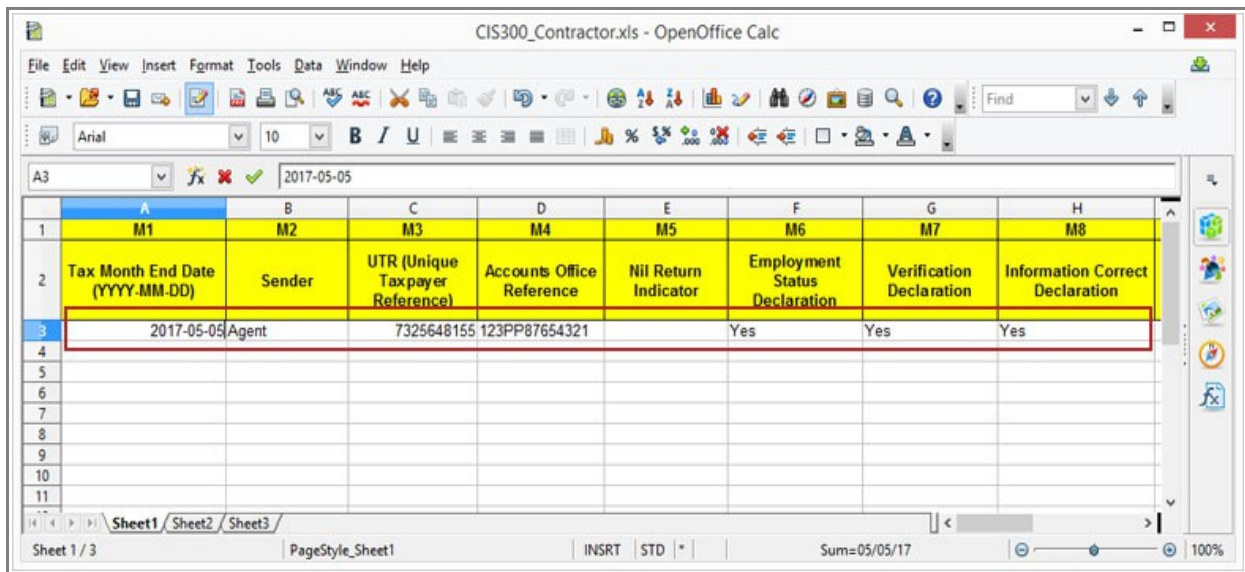 CIS300_Contractor.xls - OpenOffice Calc
File Edit View Insert Format Tools Data Window Help
Find
Arial 10 B I U
A3 2017-05-05
A B C D E F G H
1 M1 M2 M3 M4 M5 M6 M7 M8
2 Tax Month End Date (YYYY-MM-DD) Sender UTR (Unique Taxpayer Reference) Accounts Office Reference Nil Return Indicator Employment Status Declaration Verification Declaration Information Correct Declaration
3 2017-05-05 Agent 7325648155 123PP87654321 Yes Yes Yes
4
5
6
7
8
9
10
11
Sheet1 Sheet2 Sheet3
Sheet 1 / 3 PageStyle_Sheet1 INSRT STD * Sum=05/05/17 100%